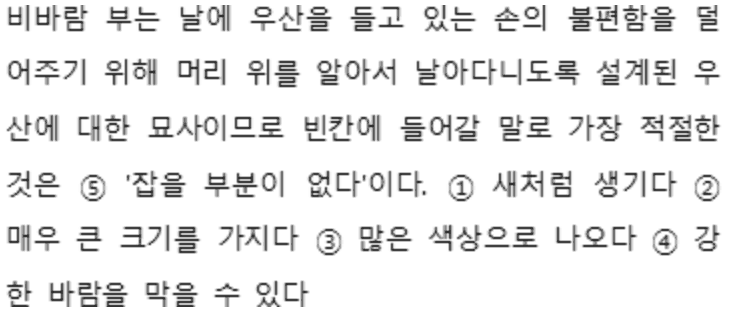 비바람 부는 날에 우산을 들고 있는 손의 불편함을 덜
어주기 위해 머리 위를 알아서 날아다니도록 설계된 우
산에 대한 묘사이므로 빈칸에 들어갈 말로 가장 적절한
것은 ⑤ '잡을 부분이 없다'이다. ① 새처럼 생기다 ②
매우 큰 크기를 가지다 ③ 많은 색상으로 나오다 ④ 강
한 바람을 막을 수 있다